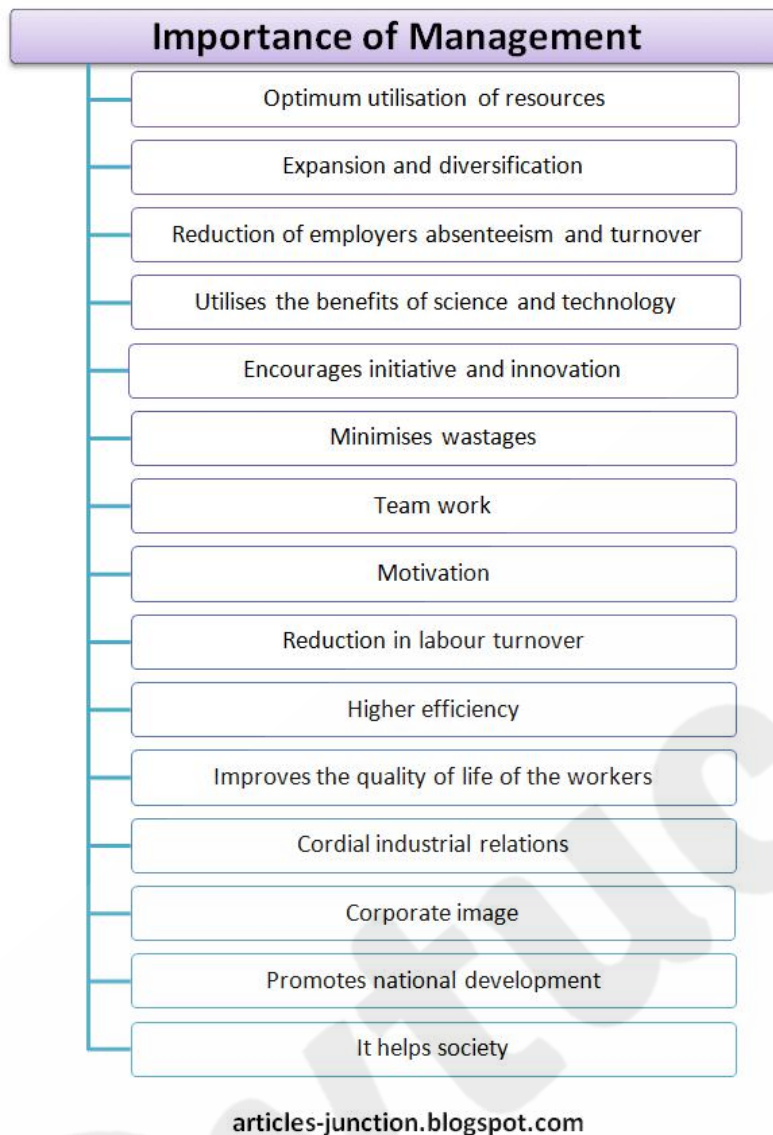 Importance of Management
Optimum utilisation of resources
Expansion and diversification
Reduction of employers absenteeism and turnover
Utilises the benefits of science and technology
Encourages initiative and innovation
Minimises wastages
Team work
Motivation
Reduction in labour turnover
Higher efficiency
Improves the quality of life of the workers
Cordial industrial relations
Corporate image
Promotes national development
It helps society
articles-junction.blogspot.com